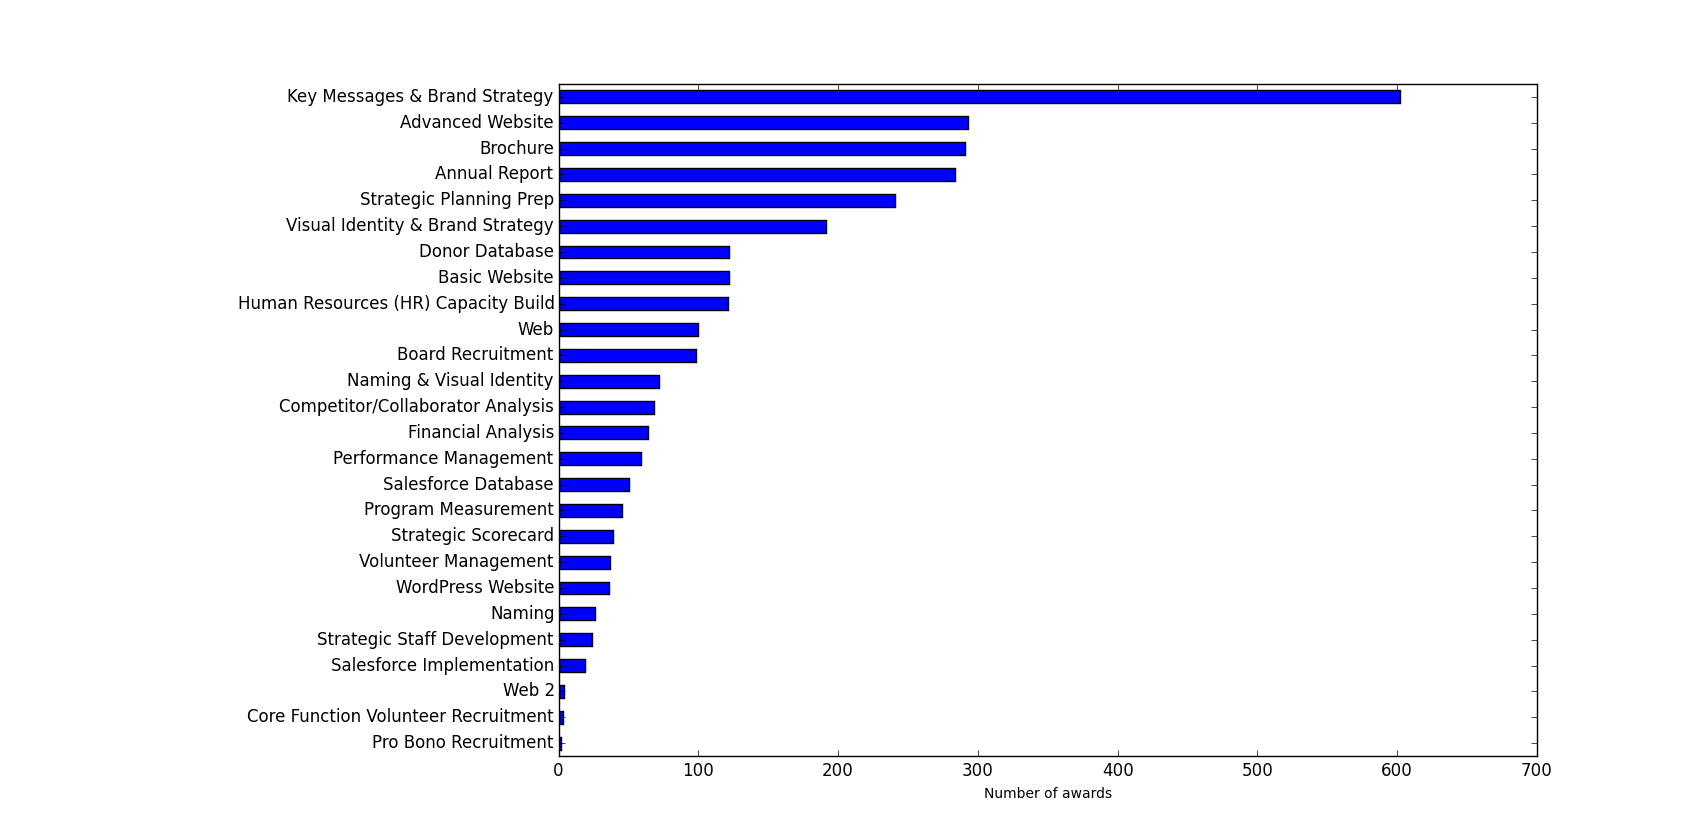 Key Messages & Brand Strategy
Advanced Website
Brochure
Annual Report
Strategic Planning Prep
Visual Identity & Brand Strategy
Donor Database
Basic Website
Human Resources (HR) Capacity Build
Web
Board Recruitment
Naming & Visual Identity
Competitor/Collaborator Analysis
Financial Analysis
Performance Management
Salesforce Database
Program Measurement
Strategic Scorecard
Volunteer Management
WordPress Website
Naming
Strategic Staff Development
Salesforce Implementation
Web 2
Core Function Volunteer Recruitment
Pro Bono Recruitment
0 100 200 300 400 500 600 700
Number of awards